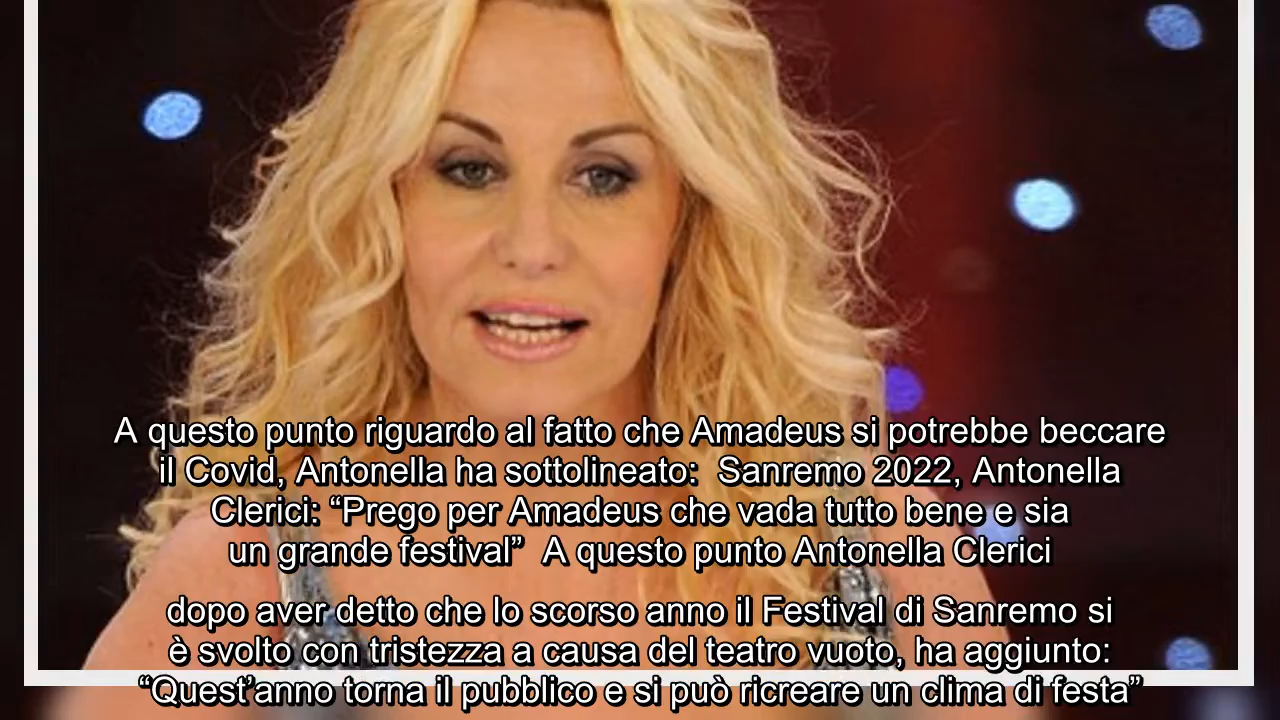 A questo punto riguardo al fatto che Amadeus si potrebbe beccare
il Covid, Antonella ha sottolineato:  Sanremo 2022, Antonella
Clerici: “Prego per Amadeus che vada tutto bene e sia
un grande festival”  A questo punto Antonella Clerici
dopo aver detto che lo scorso anno il Festival di Sanremo si
è svolto con tristezza a causa del teatro vuoto, ha aggiunto:
“Quest’anno torna il pubblico e si può ricreare un clima di festa”